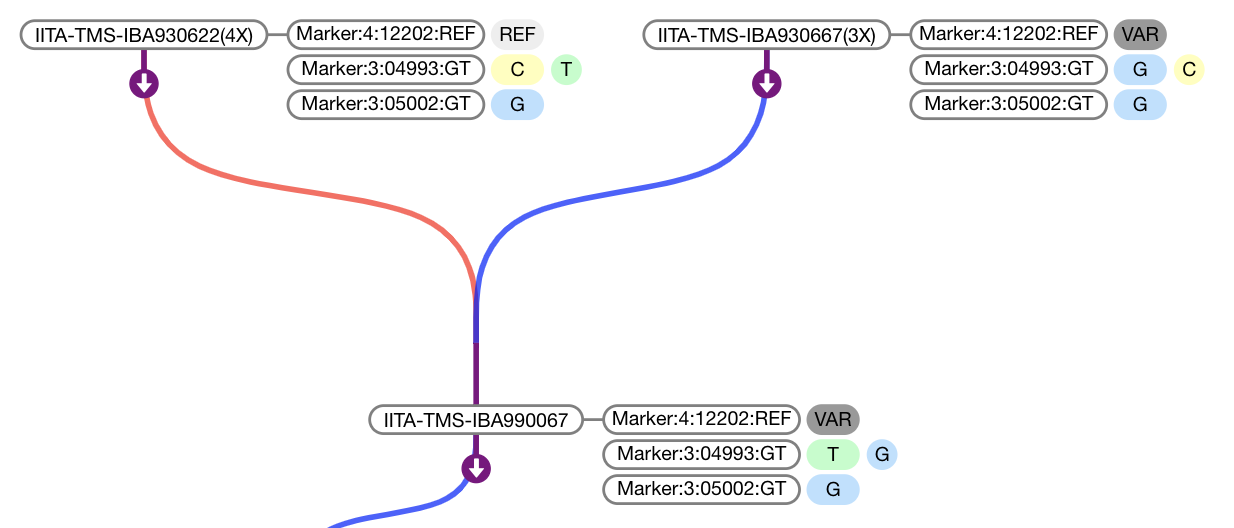 IITA-TMS-IBA930622(4X) Marker:4:12202:REF REF
Marker:3:04993:GT C T
Marker:3:05002:GT G
IITA-TMS-IBA930667(3X) Marker:4:12202:REF VAR
Marker:3:04993:GT G C
Marker:3:05002:GT G
IITA-TMS-IBA990067 Marker:4:12202:REF VAR
Marker:3:04993:GT T G
Marker:3:05002:GT G